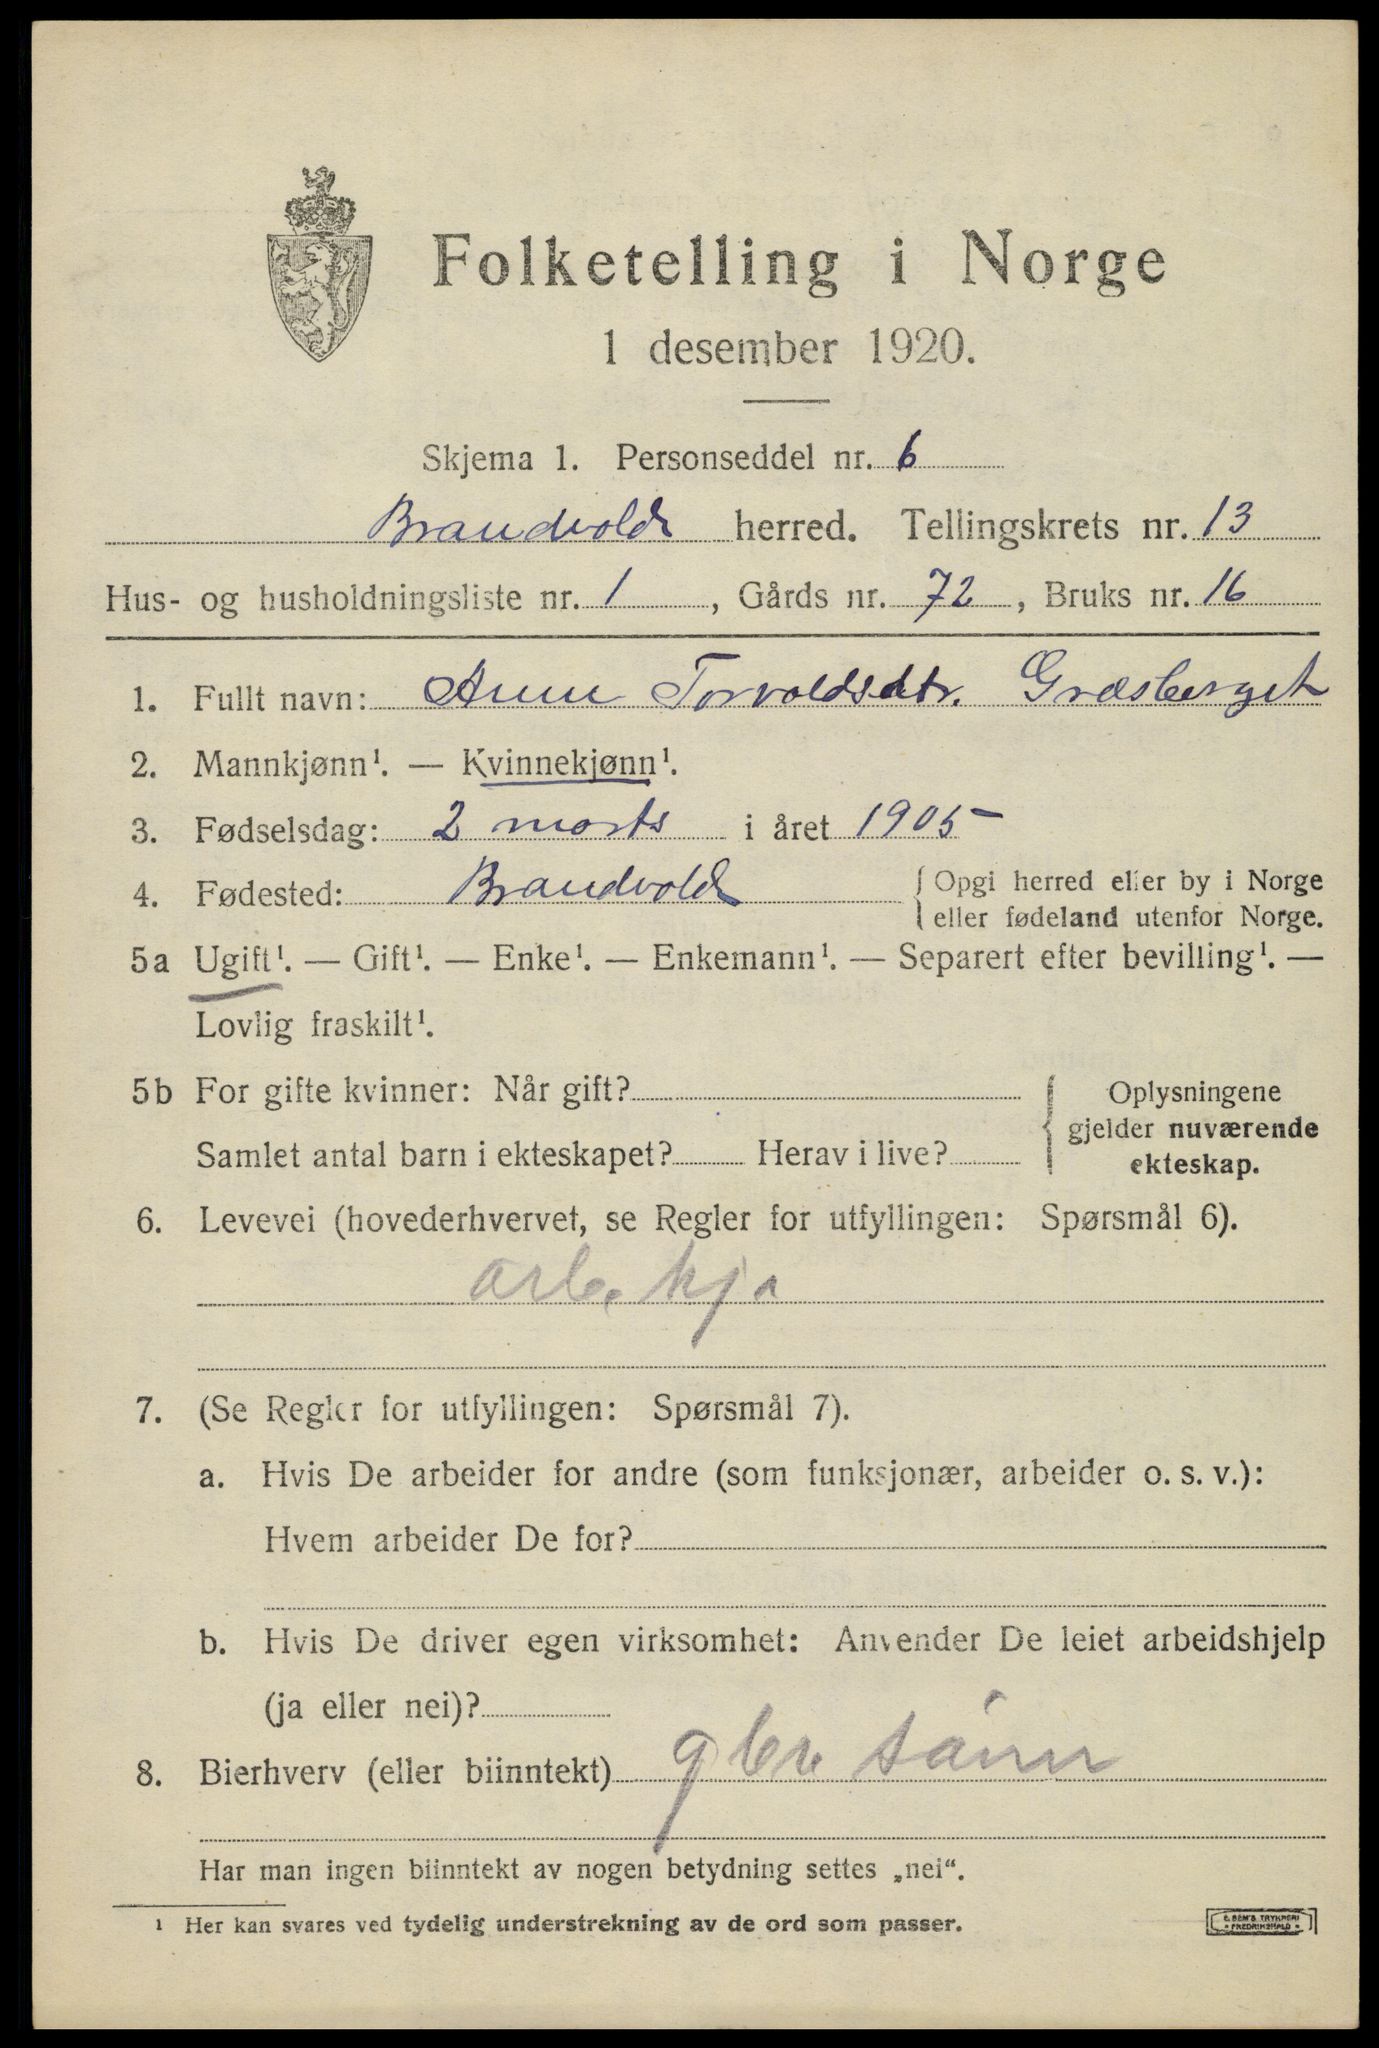 Folketelling i Norge
1 desember 1920.
Skjema 1. Personseddel nr. 6
Brandvold herred. Tellingskrets nr. 13
Hus- og husholdningsliste nr. 1, Gårds nr. 72, Bruks nr. 16
1. Fullt navn: Anne Torvoldsdtr. Græsberget
2. Mannkjønn¹. — Kvinnekjønn¹.
3. Fødselsdag: 2 marts i året 1905
4. Fødested: Brandvold {Opgi herred eller by i Norge
eller fødeland utenfor Norge.
5a Ugift¹. — Gift¹. — Enke¹. — Enkemann¹. — Separert efter bevilling¹. —
Lovlig fraskilt¹.
5b For gifte kvinner: Når gift? { Oplysningene
gjelder nuværende
ekteskap.
Samlet antal barn i ekteskapet? Herav i live?
6. Levevei (hovederhvervet, se Regler for utfyllingen: Spørsmål 6).
7. (Se Regler for utfyllingen: Spørsmål 7).
a. Hvis De arbeider for andre (som funksjonær, arbeider o. s. v.):
Hvem arbeider De for?
b. Hvis De driver egen virksomhet: Anvender De leiet arbeidshjelp
(ja eller nei)?
8. Bierhverv (eller biinntekt)
Har man ingen biinntekt av nogen betydning settes „nei“.
¹ Her kan svares ved tydelig understrekning av de ord som passer.
E. SEM'S TRYKKERI
FREDRIKSHALD